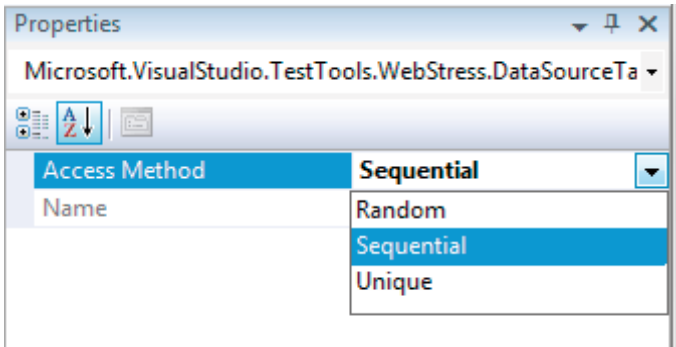 Properties
Microsoft.VisualStudio.TestTools.WebStress.DataSourceTa
A
Z
Access Method Sequential
Name Random
Sequential
Unique